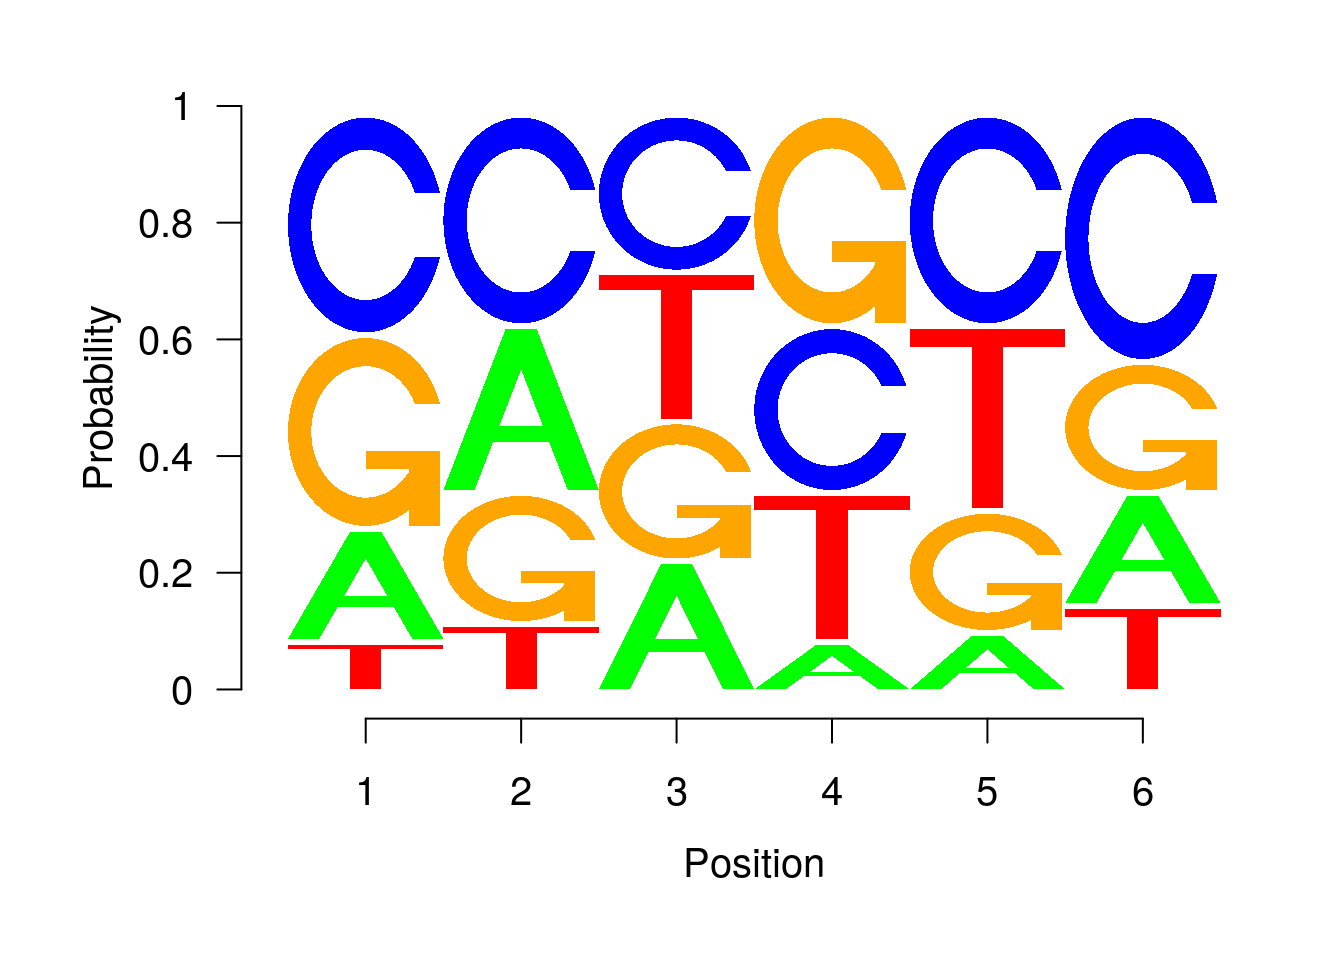 Probability
1
0.8
0.6
0.4
0.2
0
C C C G C C
G A T C T G
A G G T G A
T T A A A T
1 2 3 4 5 6
Position